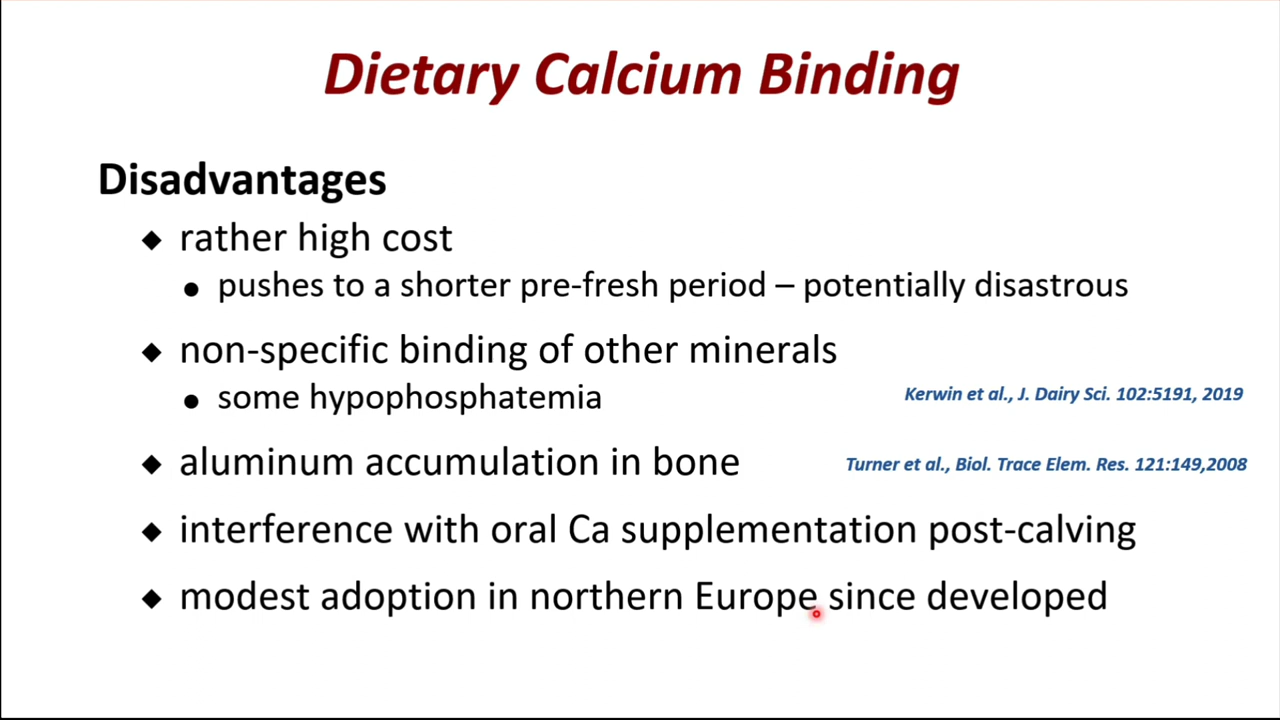 Dietary Calcium Binding
Disadvantages
◆ rather high cost
● pushes to a shorter pre-fresh period – potentially disastrous
◆ non-specific binding of other minerals
● some hypophosphatemia
Kerwin et al., J. Dairy Sci. 102:5191, 2019
◆ aluminum accumulation in bone
Turner et al., Biol. Trace Elem. Res. 121:149,2008
◆ interference with oral Ca supplementation post-calving
◆ modest adoption in northern Europe since developed